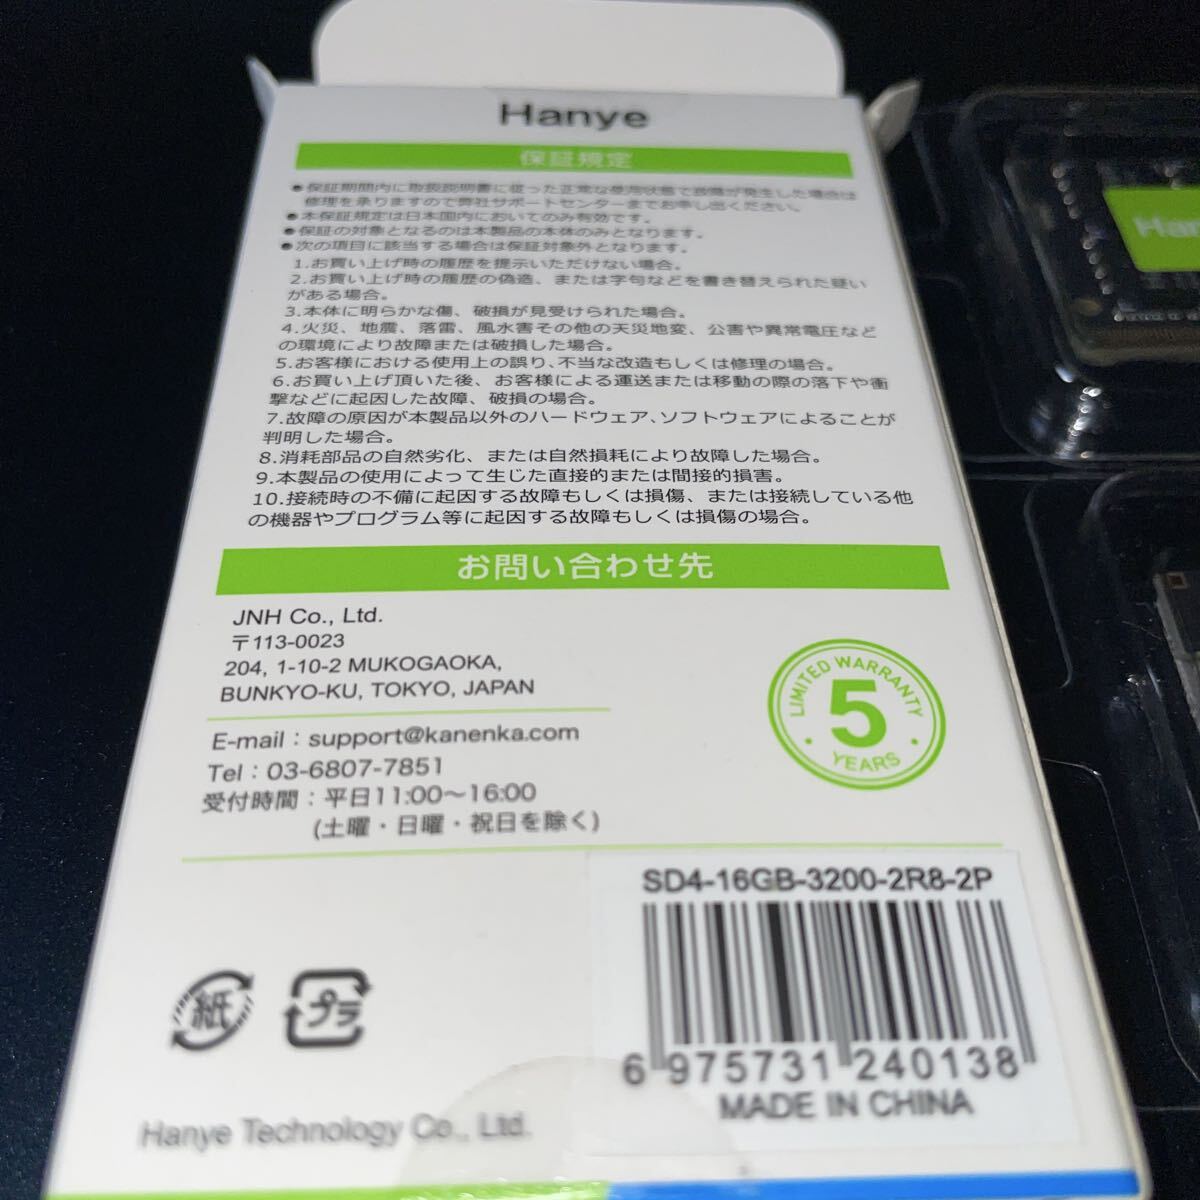 Hanye
保証規定
●保証期間内に取扱説明書に従った正常な使用状態で故障が発生した場合は
修理を承りますので弊社サポートセンターまでお申し出ください。
●本保証規定は日本国内においてのみ有効です。
●保証の対象となるのは本製品の本体のみとなります。
●次の項目に該当する場合は保証対象外となります。
1.お買い上げ時の履歴を提示いただけない場合。
2.お買い上げ時の履歴の偽造、または字句などを書き替えられた疑い
がある場合。
3.本体に明らかな傷、破損が見受けられた場合。
4.火災、地震、落雷、風水害その他の天災地変、公害や異常電圧など
の環境により故障または破損した場合。
5.お客様における使用上の誤り、不当な改造もしくは修理の場合。
6.お買い上げ頂いた後、お客様による運送または移動の際の落下や衝
撃などに起因した故障、破損の場合。
7.故障の原因が本製品以外のハードウェア、ソフトウェアによることが
判明した場合。
8.消耗部品の自然劣化、または自然損耗により故障した場合。
9.本製品の使用によって生じた直接的または間接的損害。
10.接続時の不備に起因する故障もしくは損傷、または接続している他
の機器やプログラム等に起因する故障もしくは損傷の場合。
お問い合わせ先
JNH Co., Ltd.
〒113-0023
204, 1-10-2 MUKOGAOKA,
BUNKYO-KU, TOKYO, JAPAN
E-mail：support@kanenka.com
Tel：03-6807-7851
受付時間：平日11:00～16:00
(土曜・日曜・祝日を除く)
LIMITED WARRANTY
5
YEARS
SD4-16GB-3200-2R8-2P
6 975731 240138
MADE IN CHINA
紙
プラ
Hanye Technology Co., Ltd.
Han